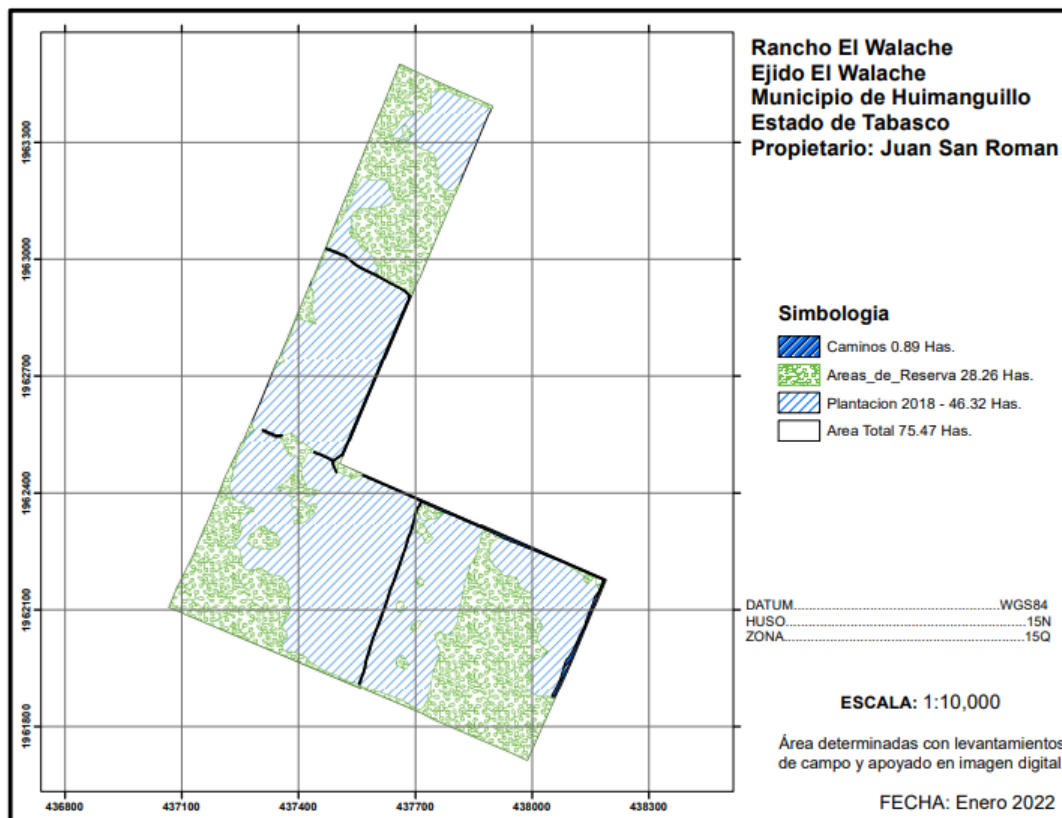 Rancho El Walache
Ejido El Walache
Municipio de Huimanguillo
Estado de Tabasco
Propietario: Juan San Roman
Simbologia
Caminos 0.89 Has.
Areas_de_Reserva 28.26 Has.
Plantacion 2018 - 46.32 Has.
Area Total 75.47 Has.
DATUM..................................................WGS84
HUSO..........................................................15N
ZONA..........................................................15Q
ESCALA: 1:10,000
Área determinadas con levantamientos
de campo y apoyado en imagen digital
FECHA: Enero 2022
1963300
1963000
1962700
1962400
1962100
1961800
436800 437100 437400 437700 438000 438300